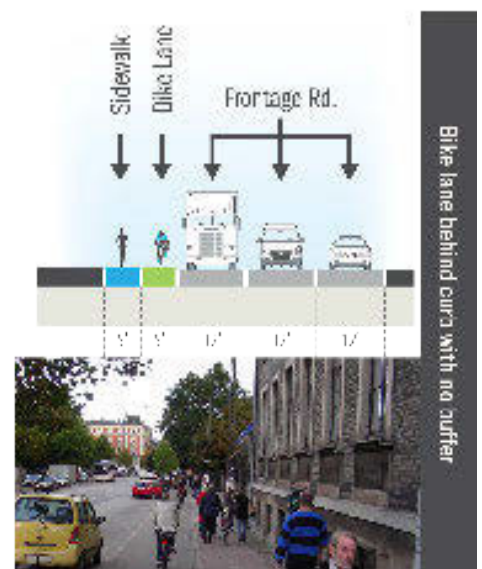 Sidewalk
Bike Lane
Frontage Rd.
Bike lane behind curb with no buffer